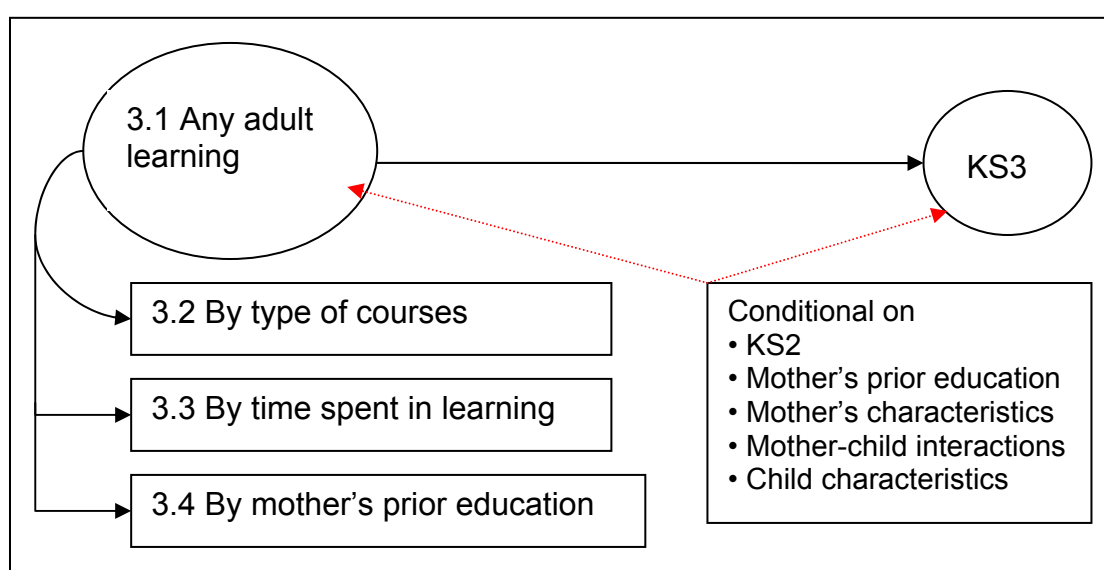 3.1 Any adult
learning
KS3
3.2 By type of courses
3.3 By time spent in learning
3.4 By mother’s prior education
Conditional on
• KS2
• Mother’s prior education
• Mother’s characteristics
• Mother-child interactions
• Child characteristics